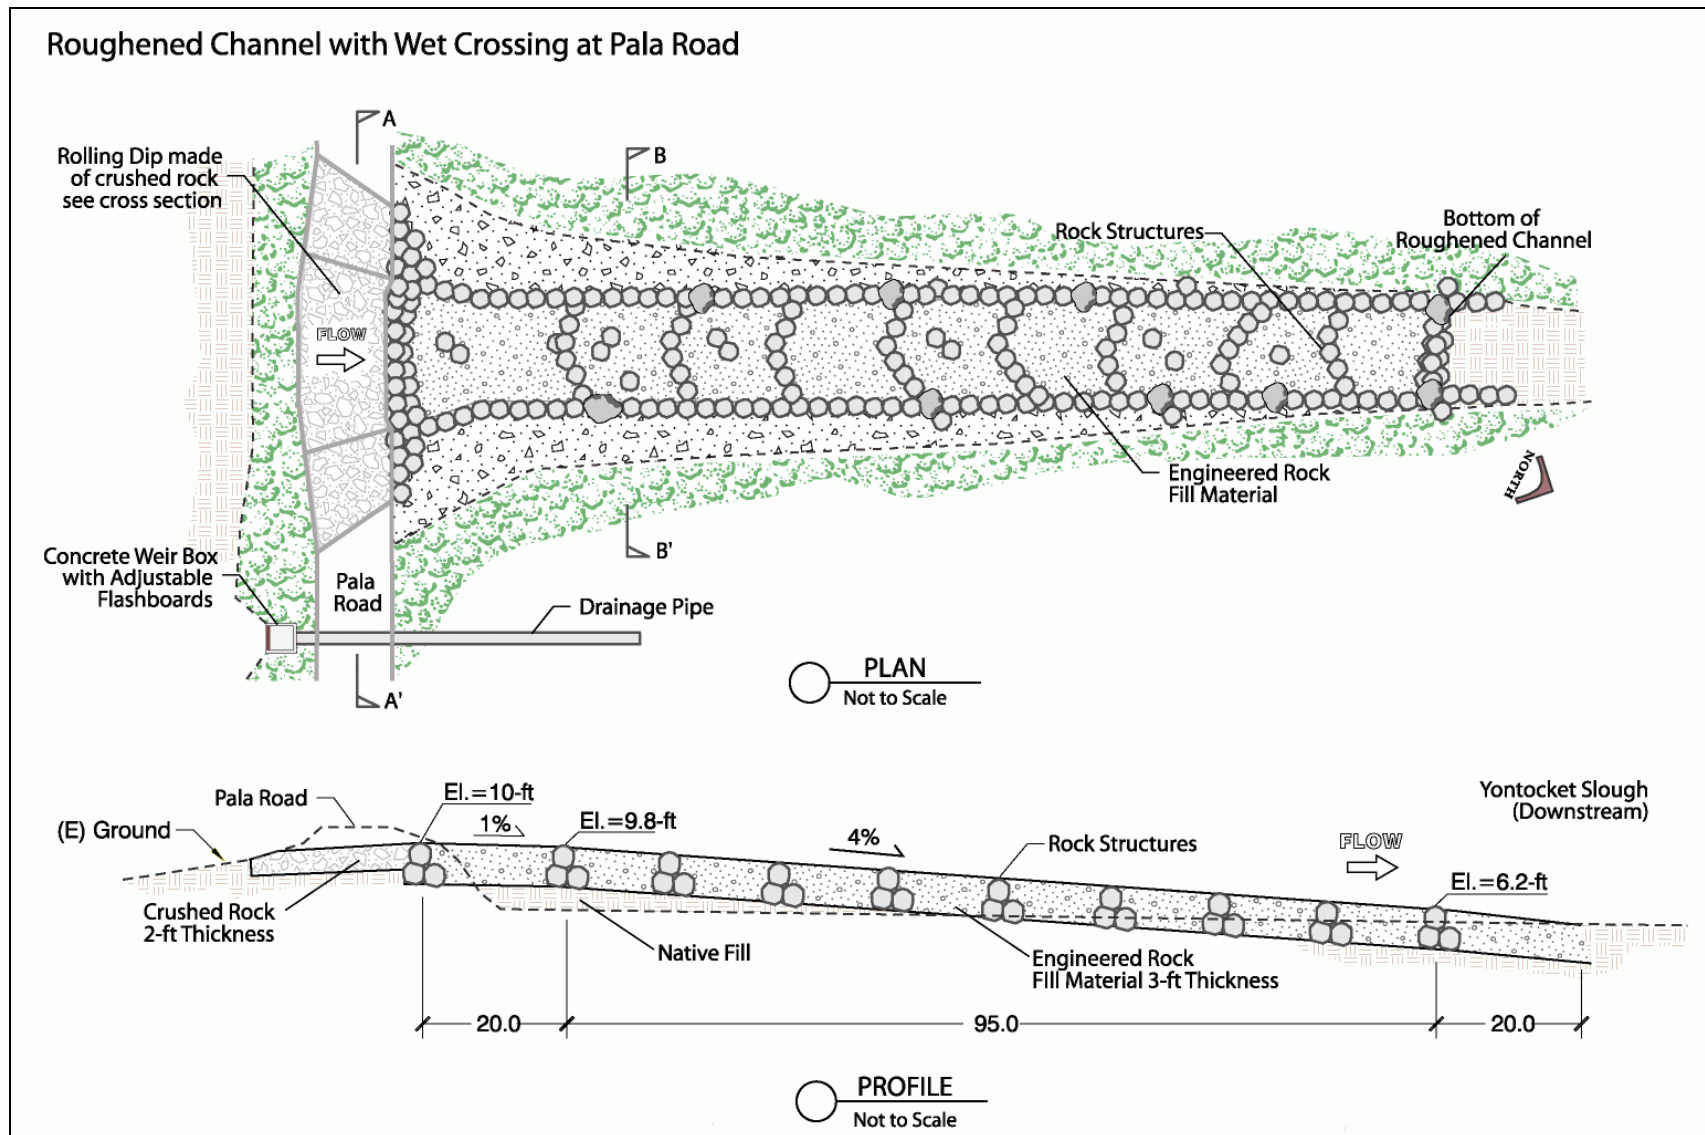 Roughened Channel with Wet Crossing at Pala Road
A
Rolling Dip made
of crushed rock
see cross section
B
Rock Structures
Bottom of
Roughened Channel
FLOW
Engineered Rock
Fill Material
NORTH
Concrete Weir Box
with Adjustable
Flashboards
Pala
Road
B'
Drainage Pipe
A'
PLAN
Not to Scale
Pala Road
El.=10-ft
Yontocket Slough
(Downstream)
(E) Ground
1%
El.=9.8-ft
4%
Rock Structures
FLOW
El.=6.2-ft
Crushed Rock
2-ft Thickness
Native Fill
Engineered Rock
Fill Material 3-ft Thickness
20.0
95.0
20.0
PROFILE
Not to Scale